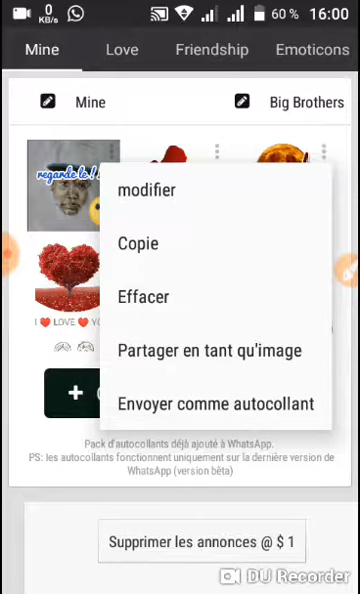 0
KB/s
60 %
16:00
Mine
Love
Friendship
Emoticons
Mine
Big Brothers
regarde le !
I ❤ LOVE ❤ YO
modifier
Copie
Effacer
Partager en tant qu'image
Envoyer comme autocollant
+
Pack d'autocollants déjà ajouté à WhatsApp.
PS: les autocollants fonctionnent uniquement sur la dernière version de
WhatsApp (version bêta)
Supprimer les annonces @ $ 1
DU Recorder